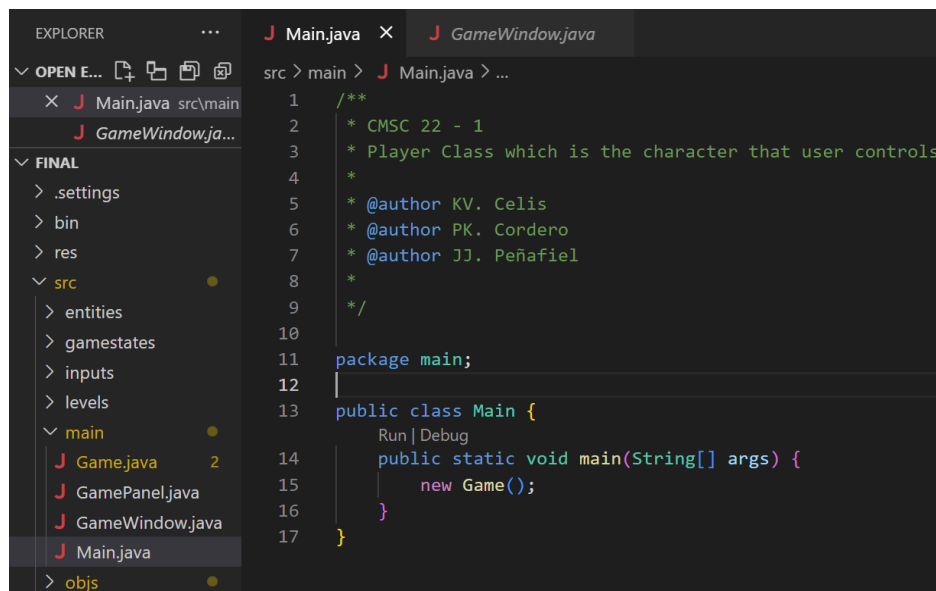 EXPLORER ...
OPEN E...
Main.java src\main
GameWindow.ja...
FINAL
.settings
bin
res
src
entities
gamestates
inputs
levels
main
Game.java 2
GamePanel.java
GameWindow.java
Main.java
objs
Main.java
GameWindow.java
src > main > Main.java > ...
1 /**
2 * CMSC 22 - 1
3 * Player Class which is the character that user controls
4 *
5 * @author KV. Celis
6 * @author PK. Cordero
7 * @author JJ. Peñafiel
8 *
9 */
10
11 package main;
12
13 public class Main {
Run | Debug
14 public static void main(String[] args) {
15 new Game();
16 }
17 }